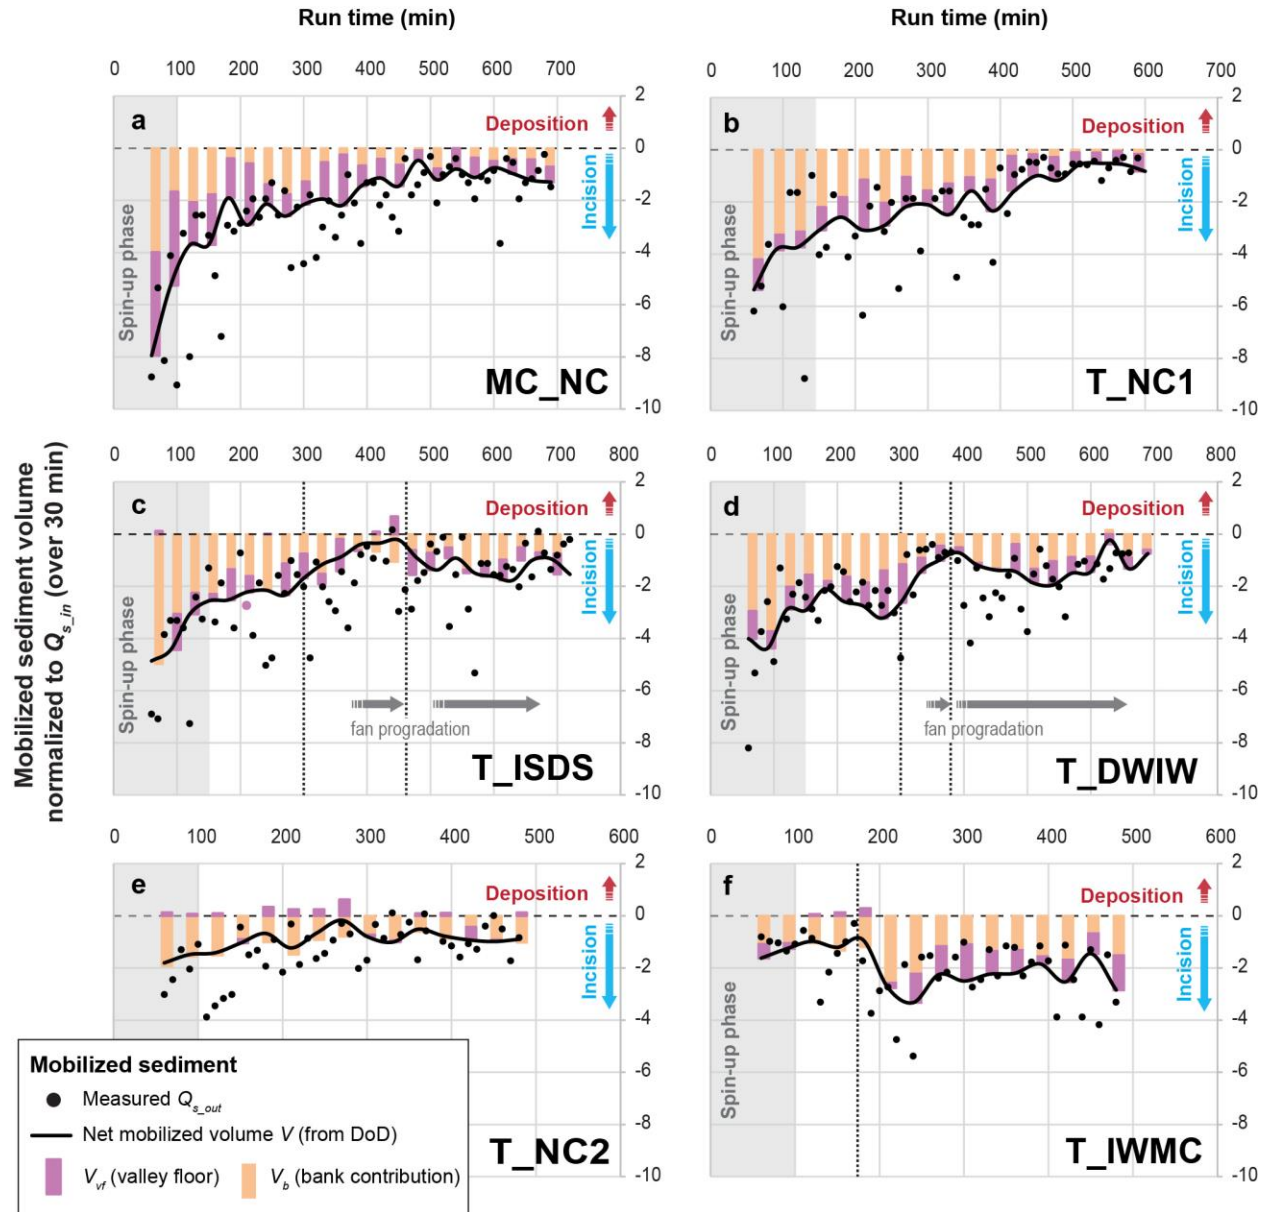 Run time (min)
Run time (min)
0 100 200 300 400 500 600 700 800
0 100 200 300 400 500 600 700
a
Deposition
Incision
Spin-up phase
MC_NC
2
0
-2
-4
-6
-8
-10
b
Deposition
Incision
Spin-up phase
T_NC1
2
0
-2
-4
-6
-8
-10
Mobilized sediment volume
normalized to Qs_in (over 30 min)
0 100 200 300 400 500 600 700 800
c
Deposition
Incision
Spin-up phase
fan progradation
T_ISDS
2
0
-2
-4
-6
-8
-10
0 100 200 300 400 500 600 700 800
d
Deposition
Incision
Spin-up phase
fan progradation
T_DWIW
2
0
-2
-4
-6
-8
-10
0 100 200 300 400 500 600
e
Deposition
Incision
Spin-up phase
T_NC2
2
0
-2
-4
-6
-8
-10
0 100 200 300 400 500 600
f
Deposition
Incision
Spin-up phase
T_IWMC
2
0
-2
-4
-6
-8
-10
Mobilized sediment
Measured Qs_out
Net mobilized volume V (from DoD)
Vvf (valley floor) Vb (bank contribution)